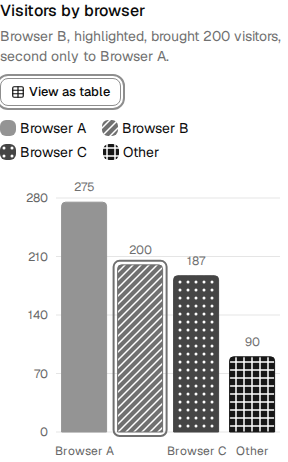 Visitors by browser
Browser B, highlighted, brought 200 visitors,
second only to Browser A.
View as table
Browser A Browser B
Browser C Other
275
280
200
210
187
140
90
70
0
Browser A Browser C Other